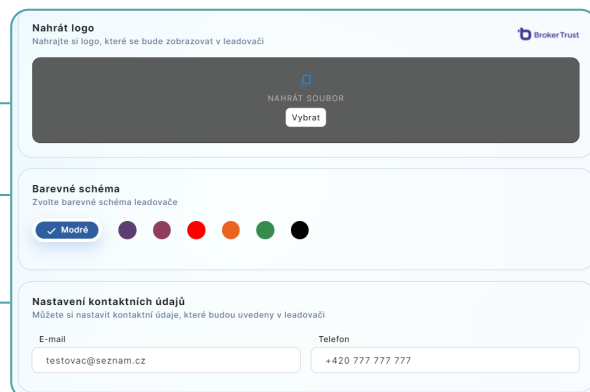 Nahrát logo
Nahrajte si logo, které se bude zobrazovat v leadovači
BrokerTrust
NAHRÁT SOUBOR
Vybrat
Barevné schéma
Zvolte barevné schéma leadovače
Modré
Nastavení kontaktních údajů
Můžete si nastavit kontaktní údaje, které budou uvedeny v leadovači
E-mail
Telefon
testovac@seznam.cz
+420 777 777 777